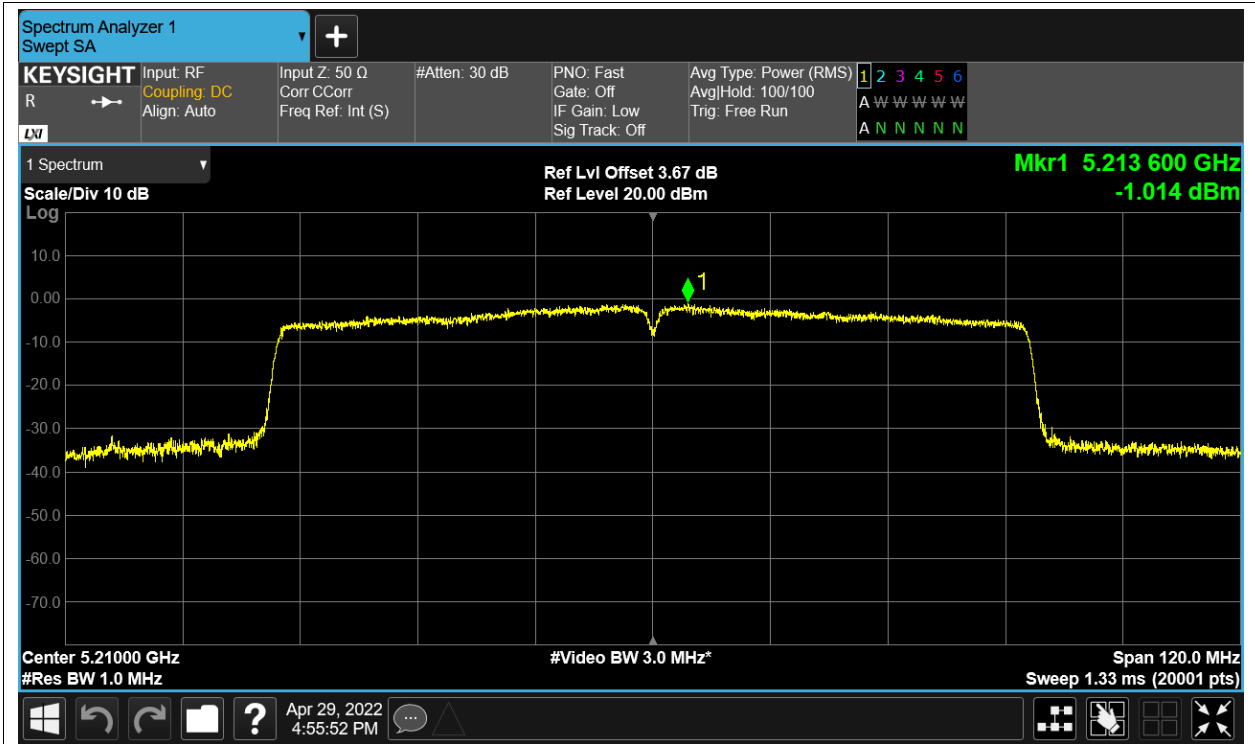 Spectrum Analyzer 1
Swept SA
KEYSIGHT
R
LXI
Input: RF
Coupling: DC
Align: Auto
Input Z: 50 Ω
Corr CCorr
Freq Ref: Int (S)
#Atten: 30 dB
PNO: Fast
Gate: Off
IF Gain: Low
Sig Track: Off
Avg Type: Power (RMS)
Avg|Hold: 100/100
Trig: Free Run
1 2 3 4 5 6
A W W W W W
A N N N N N
1 Spectrum
Scale/Div 10 dB
Log
Ref Lvl Offset 3.67 dB
Ref Level 20.00 dBm
Mkr1 5.213 600 GHz
-1.014 dBm
1
10.0
0.00
-10.0
-20.0
-30.0
-40.0
-50.0
-60.0
-70.0
Center 5.21000 GHz
#Res BW 1.0 MHz
#Video BW 3.0 MHz*
Span 120.0 MHz
Sweep 1.33 ms (20001 pts)
?
Apr 29, 2022
4:55:52 PM